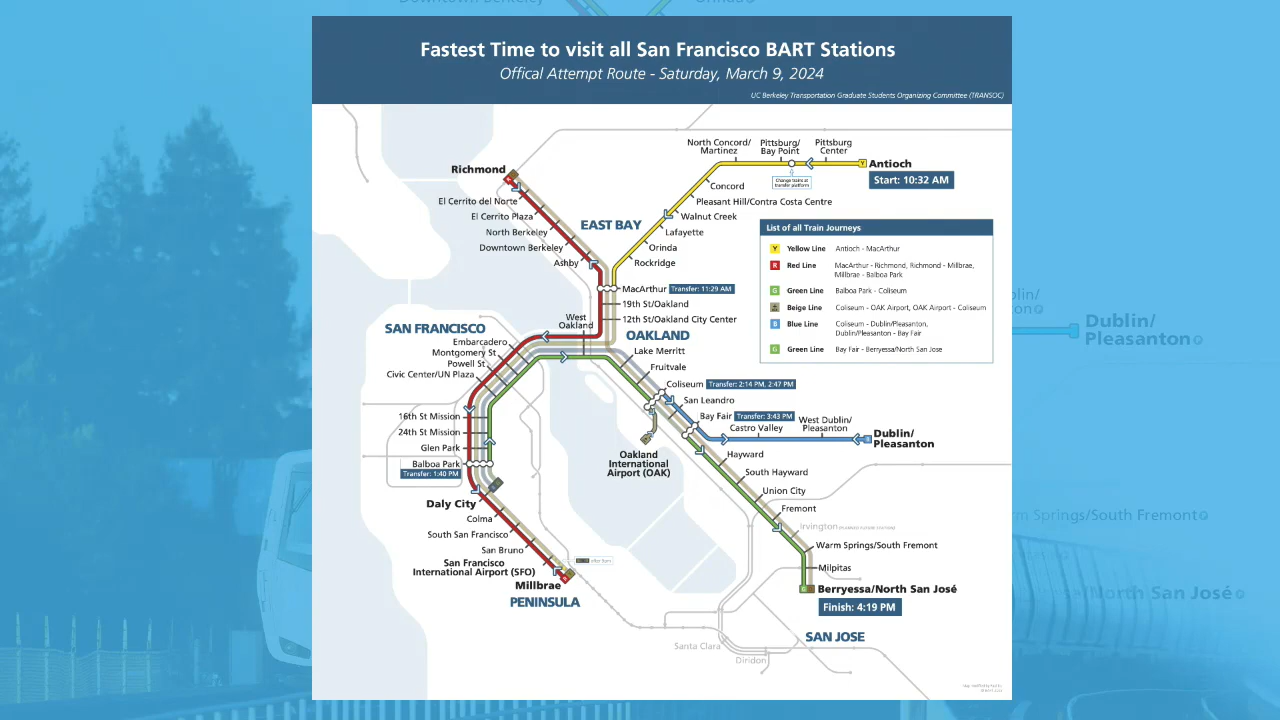 Fastest Time to visit all San Francisco BART Stations
Offical Attempt Route - Saturday, March 9, 2024
UC Berkeley Transportation Graduate Students Organizing Committee (TRANSOC)
North Concord/
Martinez
Pittsburg/
Bay Point
Pittsburg
Center
Antioch
Start: 10:32 AM
Change trains at
transfer platform
Richmond
El Cerrito del Norte
El Cerrito Plaza
North Berkeley
Downtown Berkeley
Ashby
EAST BAY
Concord
Pleasant Hill/Contra Costa Centre
Walnut Creek
Lafayette
Orinda
Rockridge
MacArthur
Transfer: 11:29 AM
19th St/Oakland
12th St/Oakland City Center
List of all Train Journeys
Y Yellow Line Antioch - MacArthur
R Red Line MacArthur - Richmond, Richmond - Millbrae,
Millbrae - Balboa Park
G Green Line Balboa Park - Coliseum
Beige Line Coliseum - OAK Airport, OAK Airport - Coliseum
B Blue Line Coliseum - Dublin/Pleasanton,
Dublin/Pleasanton - Bay Fair
G Green Line Bay Fair - Berryessa/North San Jose
West
Oakland
OAKLAND
SAN FRANCISCO
Embarcadero
Montgomery St
Powell St
Civic Center/UN Plaza
16th St Mission
24th St Mission
Glen Park
Balboa Park
Transfer: 1:40 PM
Daly City
Colma
South San Francisco
San Bruno
San Francisco
International Airport (SFO)
Millbrae
PENINSULA
after 9pm
Lake Merritt
Fruitvale
Coliseum
Transfer: 2:14 PM, 2:47 PM
San Leandro
Bay Fair
Transfer: 3:43 PM
Castro Valley
West Dublin/
Pleasanton
Dublin/
Pleasanton
Oakland
International
Airport (OAK)
Hayward
South Hayward
Union City
Fremont
Irvington
Warm Springs/South Fremont
Milpitas
Berryessa/North San José
Finish: 4:19 PM
SAN JOSE
Santa Clara
Diridon
Downtown Berkeley
Dublin/
Pleasanton
rm Springs/South Fremont
North San José